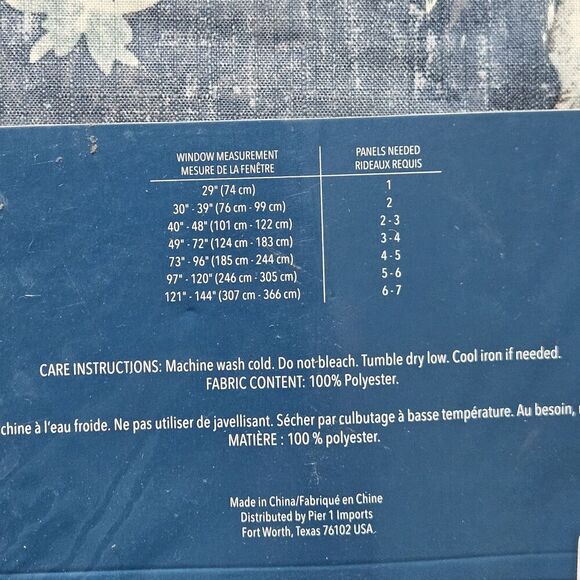 WINDOW MEASUREMENT PANELS NEEDED
MESURE DE LA FENÊTRE RIDEAUX REQUIS
29" (74 cm) 1
30" - 39" (76 cm - 99 cm) 2
40" - 48" (101 cm - 122 cm) 2 - 3
49" - 72" (124 cm - 183 cm) 3 - 4
73" - 96" (185 cm - 244 cm) 4 - 5
97" - 120" (246 cm - 305 cm) 5 - 6
121" - 144" (307 cm - 366 cm) 6 - 7
CARE INSTRUCTIONS: Machine wash cold. Do not bleach. Tumble dry low. Cool iron if needed.
FABRIC CONTENT: 100% Polyester.
chine à l'eau froide. Ne pas utiliser de javellisant. Sécher par culbutage à basse température. Au besoin,
MATIÈRE : 100 % polyester.
Made in China/Fabriqué en Chine
Distributed by Pier 1 Imports
Fort Worth, Texas 76102 USA